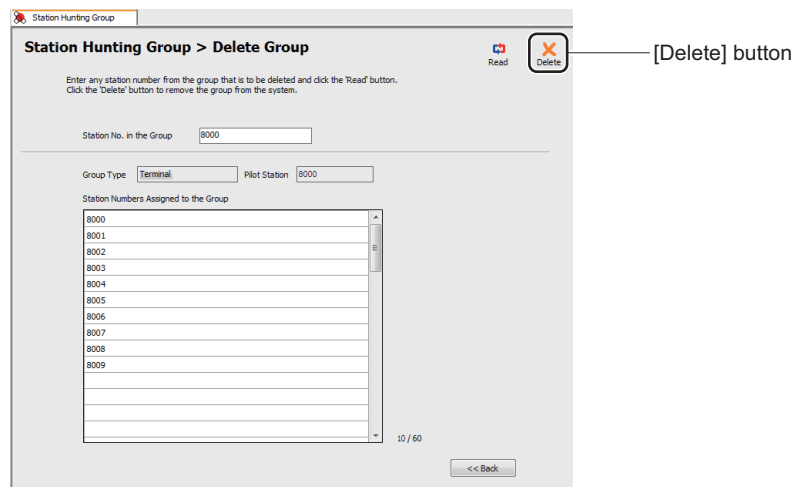 Station Hunting Group
Station Hunting Group > Delete Group
Read
Delete
[Delete] button
Enter any station number from the group that is to be deleted and click the 'Read' button.
Click the 'Delete' button to remove the group from the system.
Station No. in the Group 8000
Group Type Terminal Pilot Station 8000
Station Numbers Assigned to the Group
8000
8001
8002
8003
8004
8005
8006
8007
8008
8009
10 / 60
<< Back